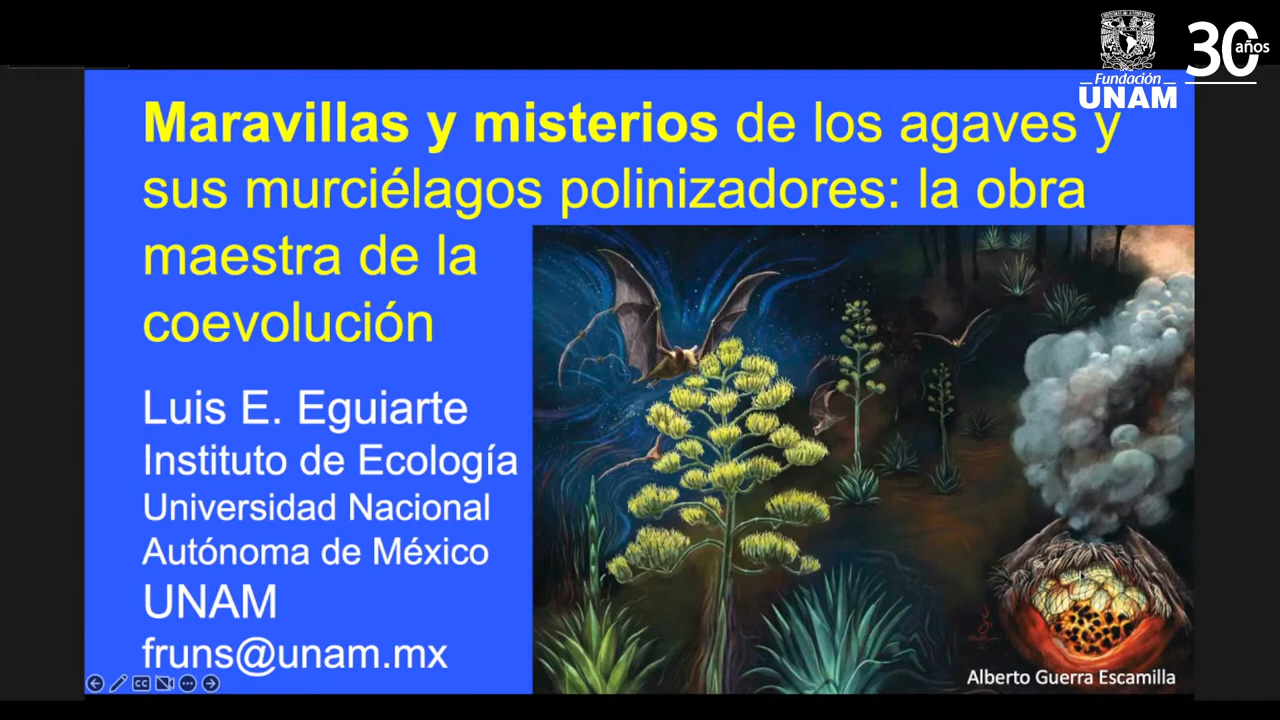 Fundación
UNAM
30 años
Maravillas y misterios de los agaves y
sus murciélagos polinizadores: la obra
maestra de la
coevolución
Luis E. Eguiarte
Instituto de Ecología
Universidad Nacional
Autónoma de México
UNAM
fruns@unam.mx
CC
Alberto Guerra Escamilla